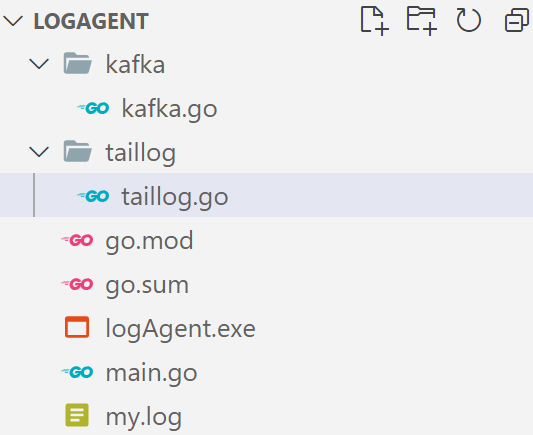 LOGAGENT
kafka
GO kafka.go
taillog
GO taillog.go
GO go.mod
GO go.sum
logAgent.exe
GO main.go
my.log